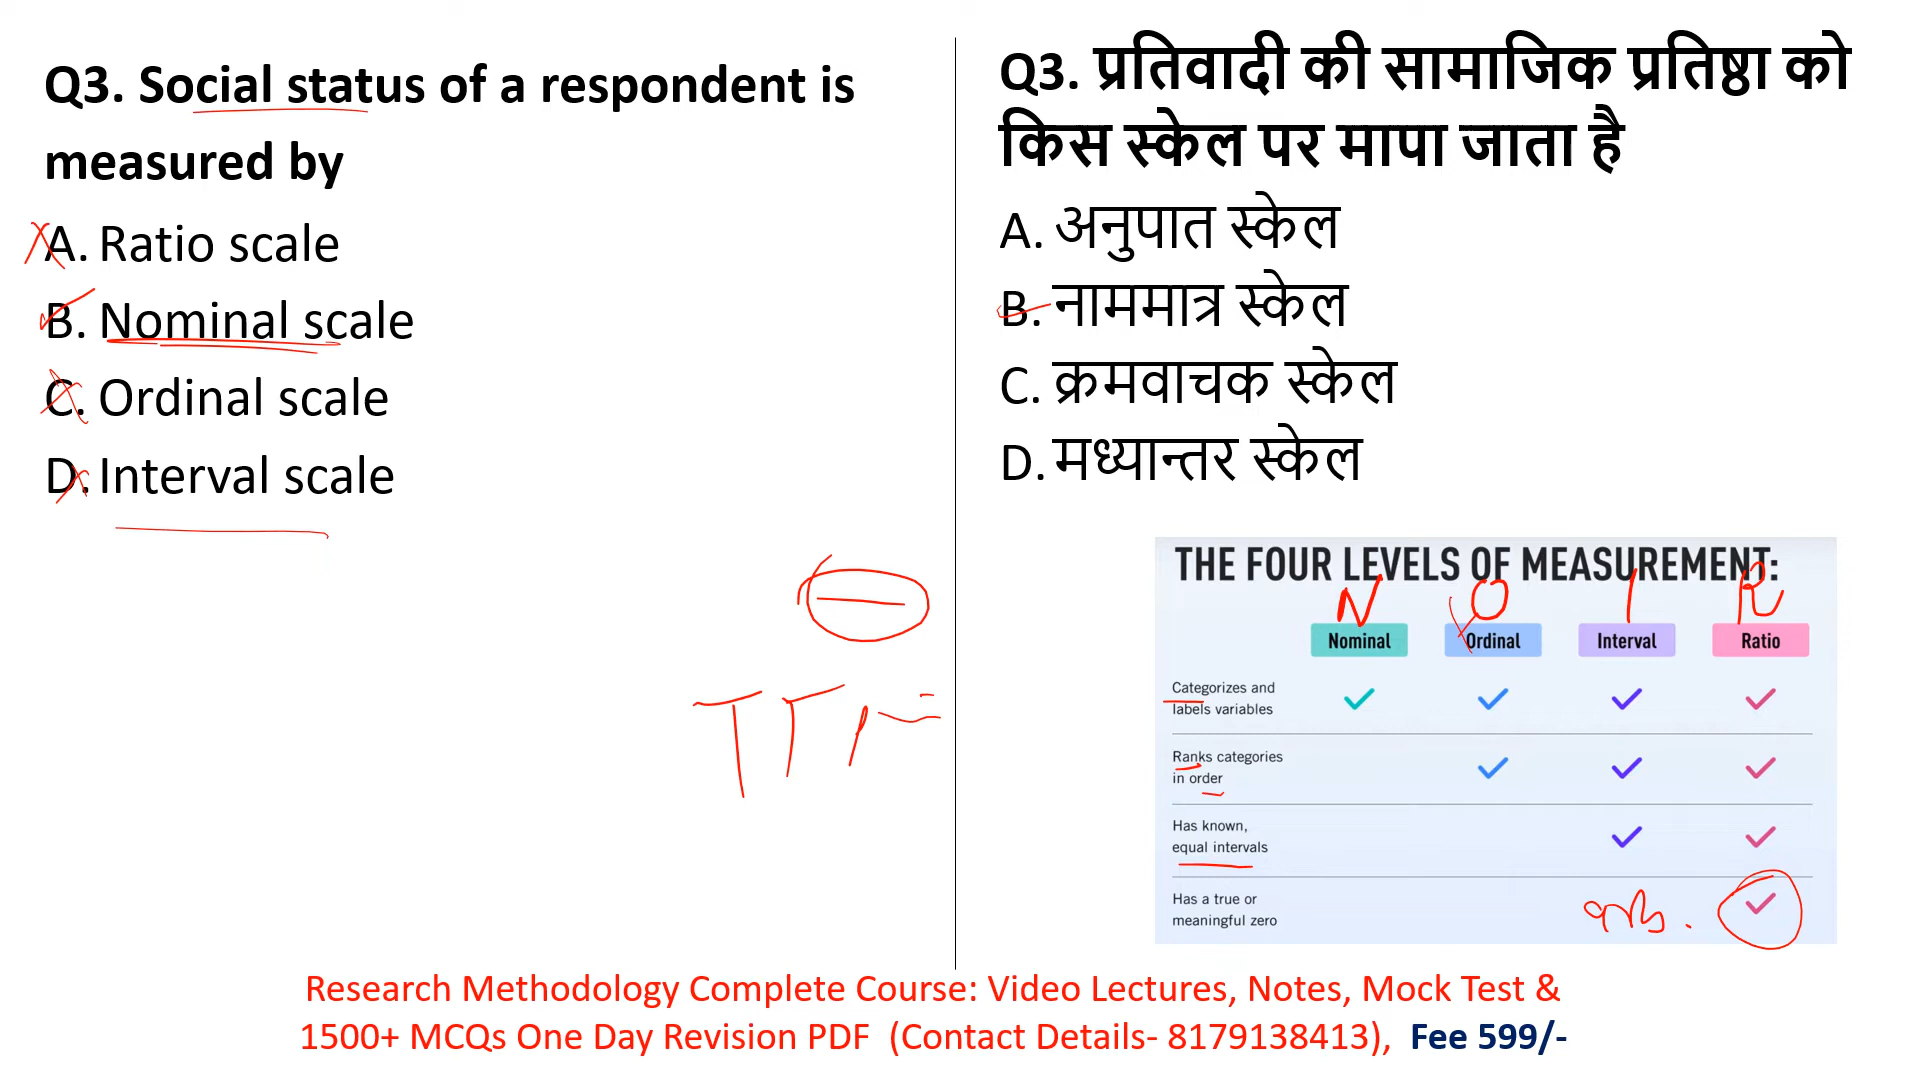 Q3. Social status of a respondent is
measured by
A. Ratio scale
B. Nominal scale
C. Ordinal scale
D. Interval scale
Q3. प्रतिवादी की सामाजिक प्रतिष्ठा को
किस स्केल पर मापा जाता है
A. अनुपात स्केल
B. नाममात्र स्केल
C. क्रमवाचक स्केल
D. मध्यान्तर स्केल
THE FOUR LEVELS OF MEASUREMENT:
N O I R
Nominal Ordinal Interval Ratio
Categorizes and
labels variables
Ranks categories
in order
Has known,
equal intervals
Has a true or
meaningful zero
Research Methodology Complete Course: Video Lectures, Notes, Mock Test &
1500+ MCQs One Day Revision PDF (Contact Details- 8179138413), Fee 599/-